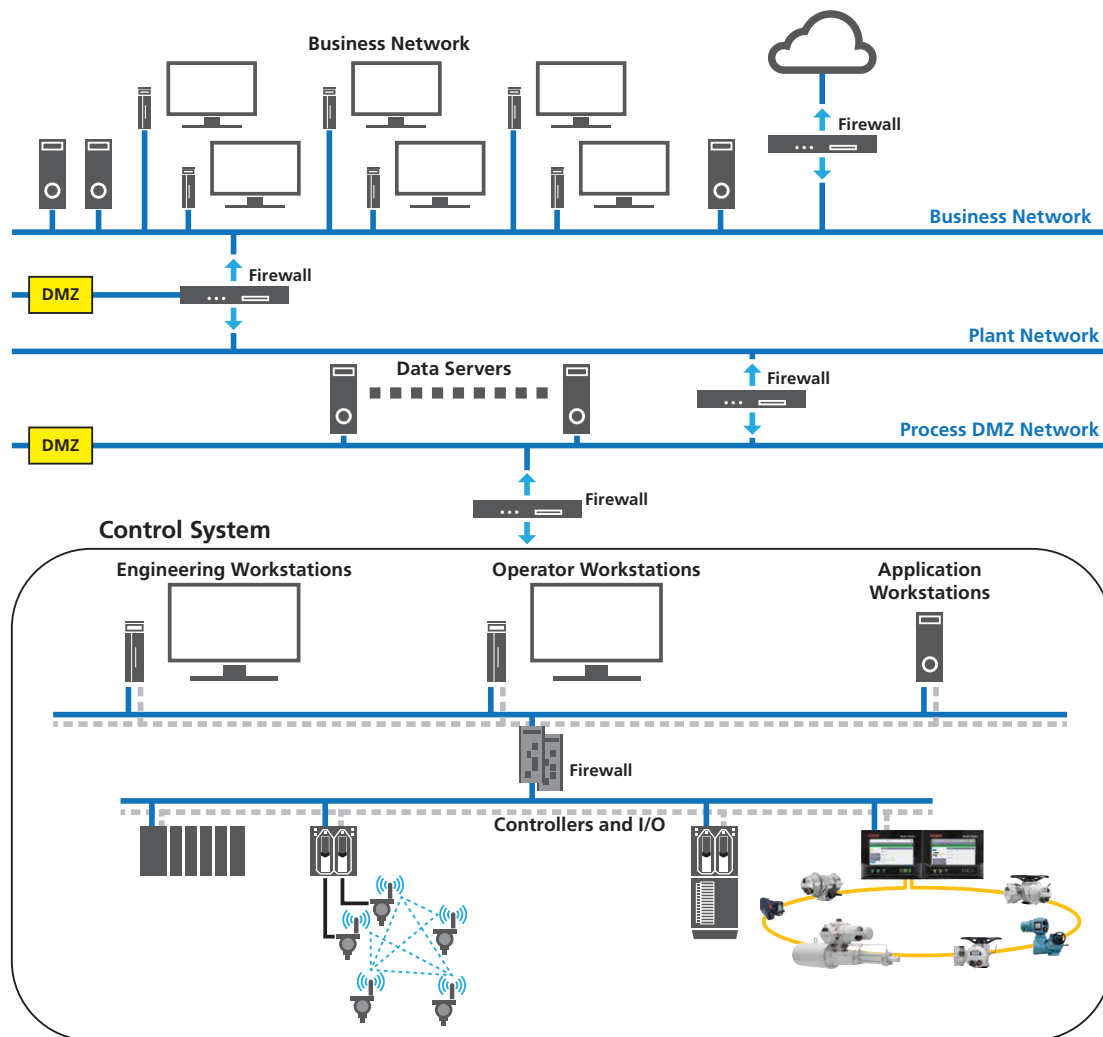 Business Network
Firewall
Business Network
Firewall
DMZ
Plant Network
Data Servers
Firewall
Process DMZ Network
DMZ
Firewall
Control System
Engineering Workstations
Operator Workstations
Application
Workstations
Firewall
Controllers and I/O